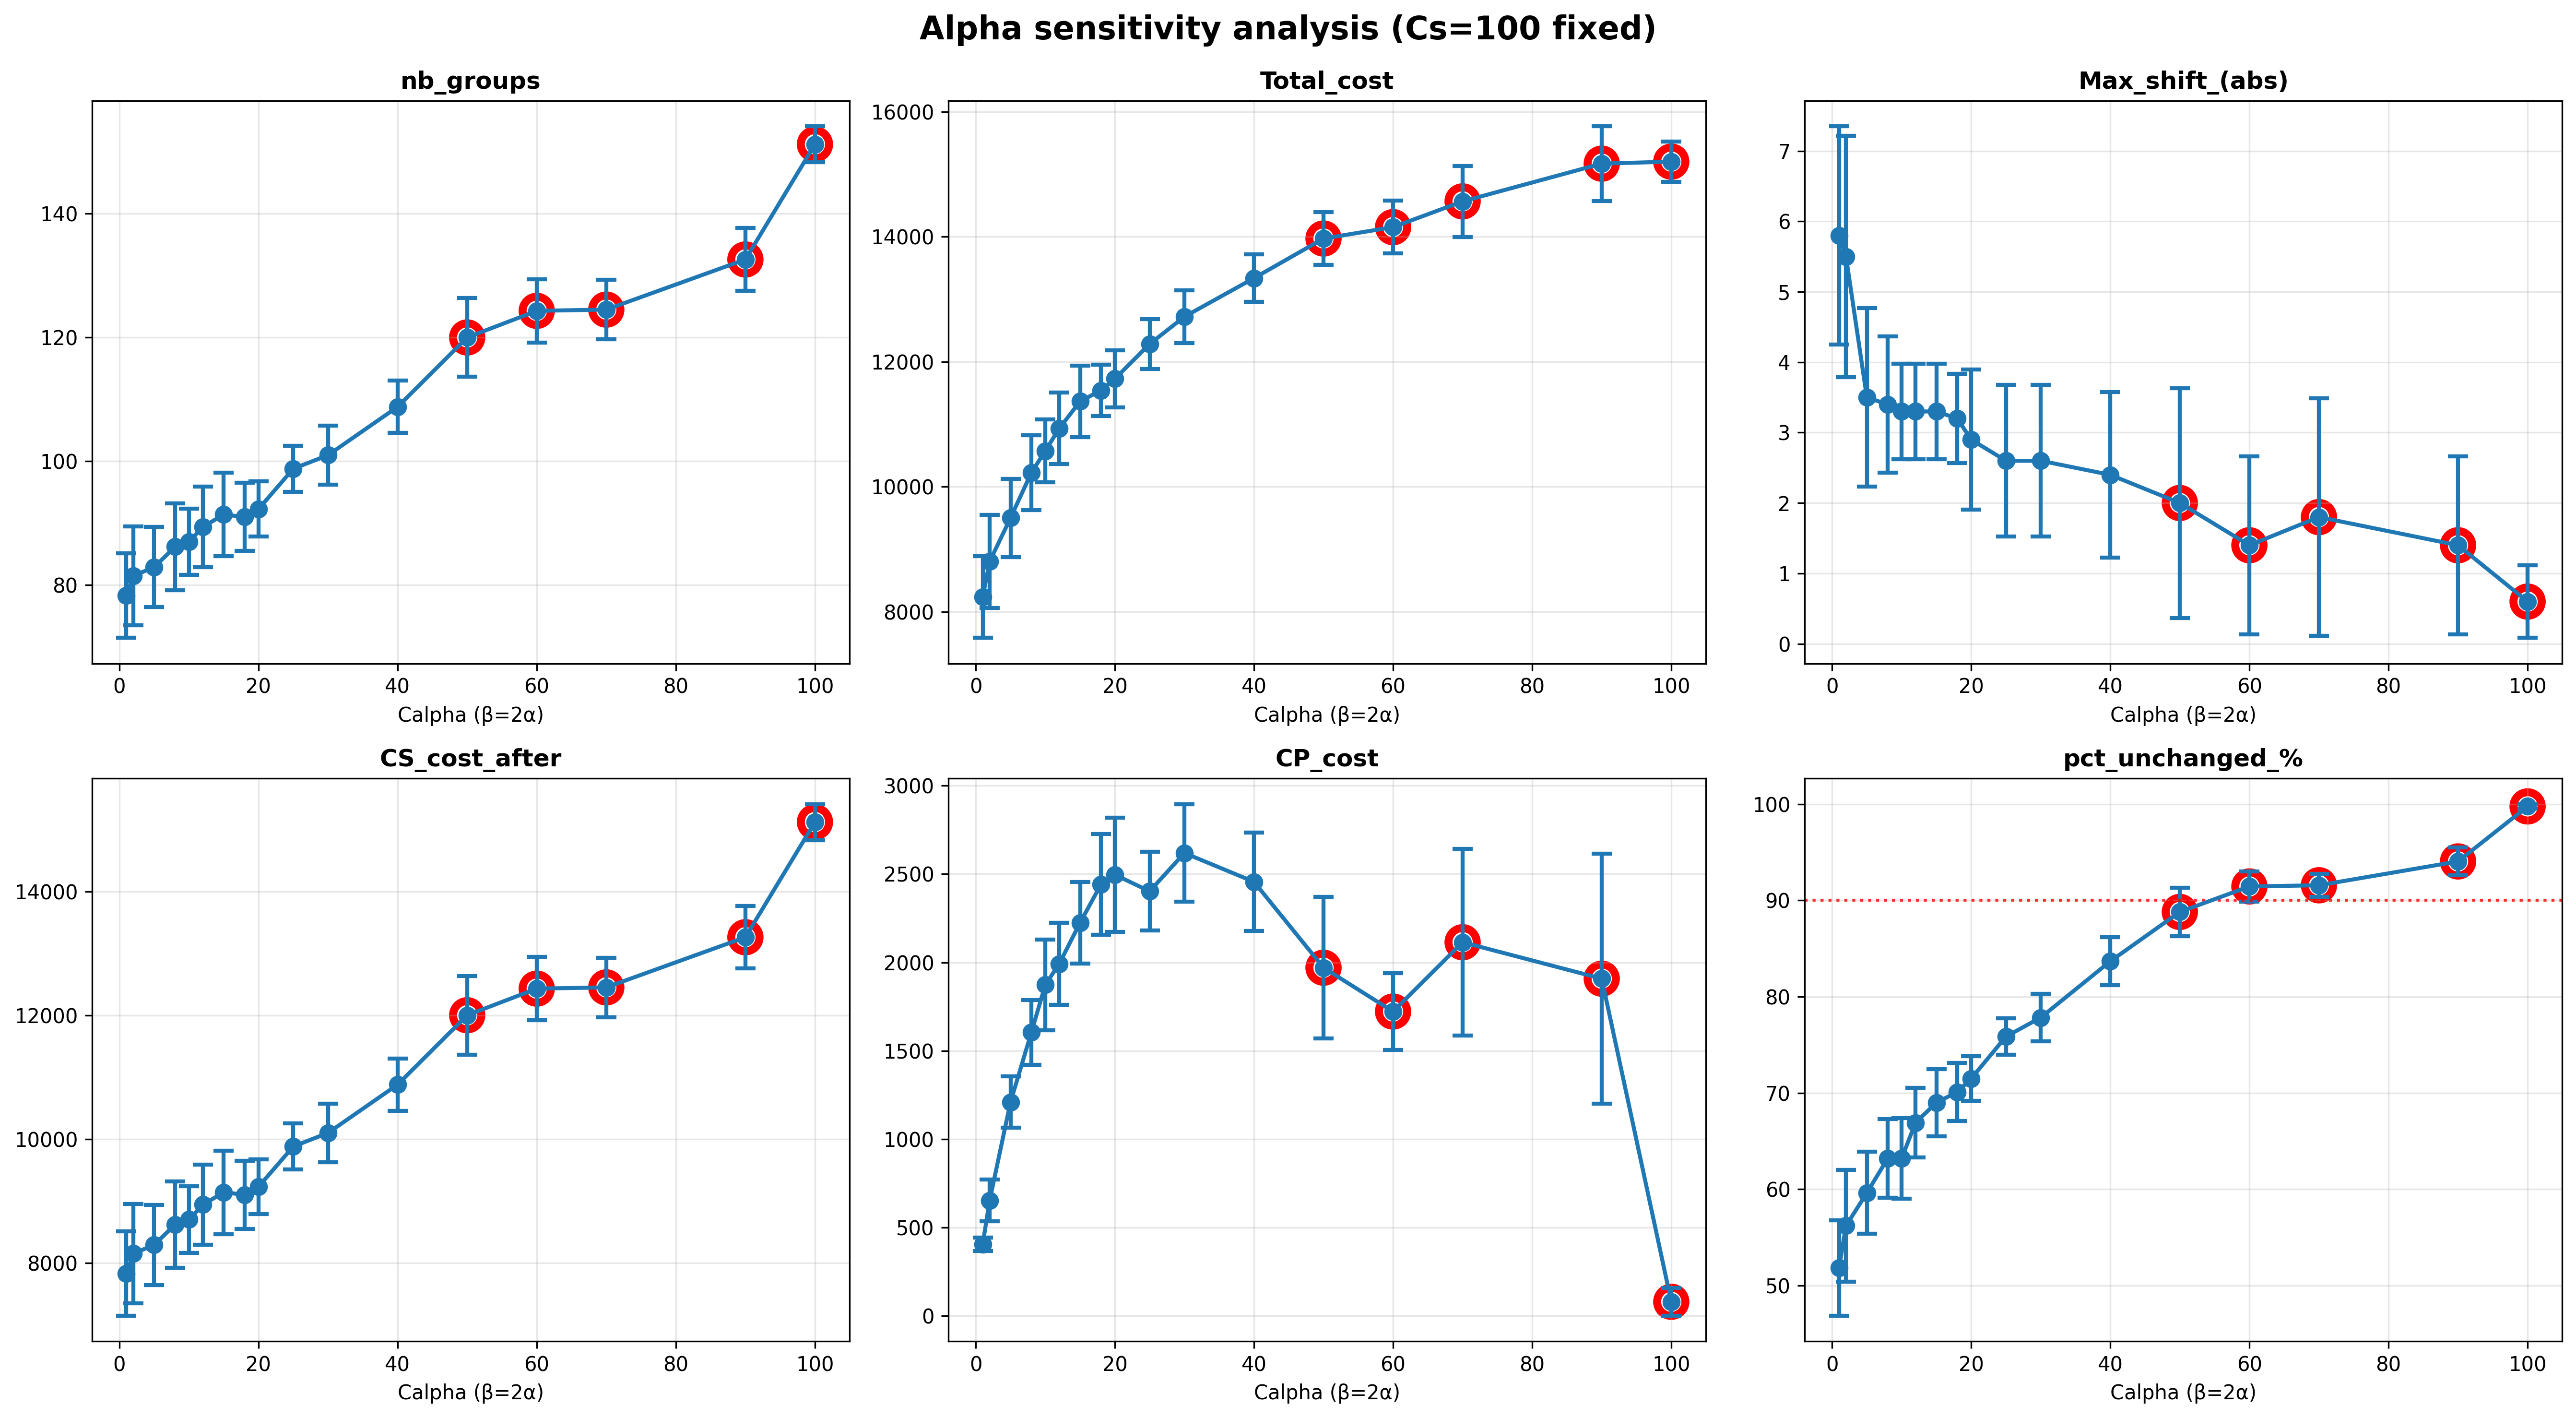 Alpha sensitivity analysis (Cs=100 fixed)
nb_groups
140
120
100
80
0 20 40 60 80 100
Calpha (β=2α)
Total_cost
16000
14000
12000
10000
8000
0 20 40 60 80 100
Calpha (β=2α)
Max_shift_(abs)
7
6
5
4
3
2
1
0
0 20 40 60 80 100
Calpha (β=2α)
CS_cost_after
14000
12000
10000
8000
0 20 40 60 80 100
Calpha (β=2α)
CP_cost
3000
2500
2000
1500
1000
500
0
0 20 40 60 80 100
Calpha (β=2α)
pct_unchanged_%
100
90
80
70
60
50
0 20 40 60 80 100
Calpha (β=2α)